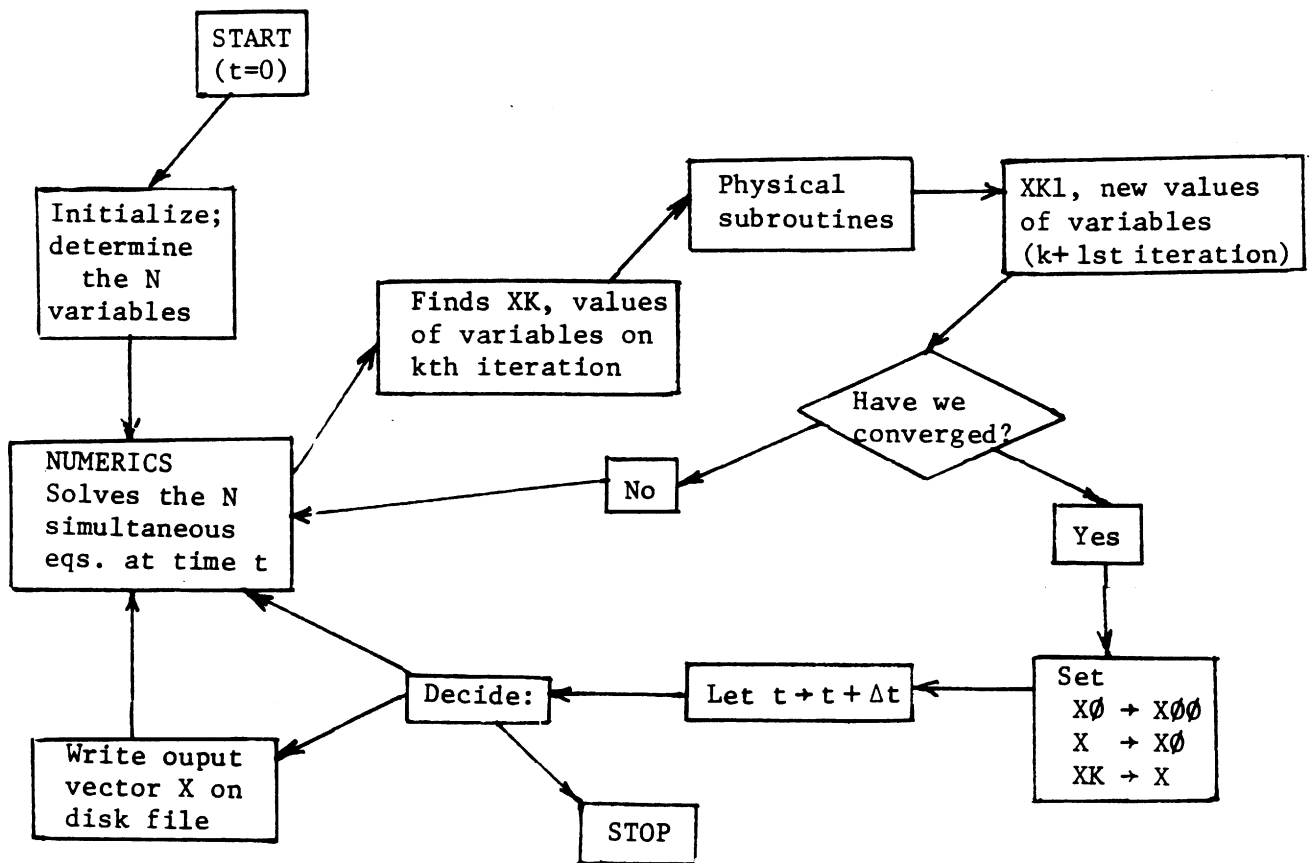 START
(t=0)
Initialize;
determine
the N
variables
NUMERICS
Solves the N
simultaneous
eqs. at time t
Finds XK, values
of variables on
kth iteration
Physical
subroutines
XK1, new values
of variables
(k+1st iteration)
Have we
converged?
No
Yes
Set
XØ → XØØ
X → XØ
XK → X
Let t → t + Δt
Decide:
Write ouput
vector X on
disk file
STOP